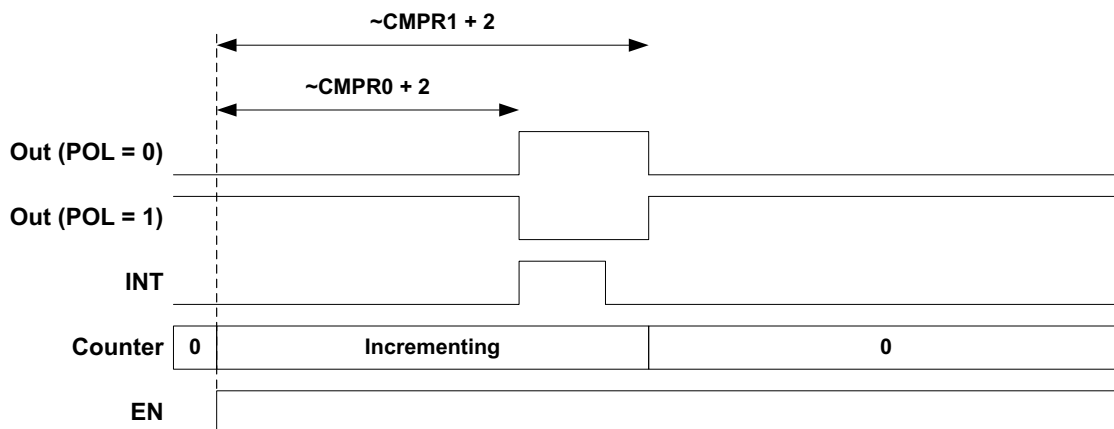 ~CMPR1 + 2
~CMPR0 + 2
Out (POL = 0)
Out (POL = 1)
INT
Counter 0 Incrementing 0
EN